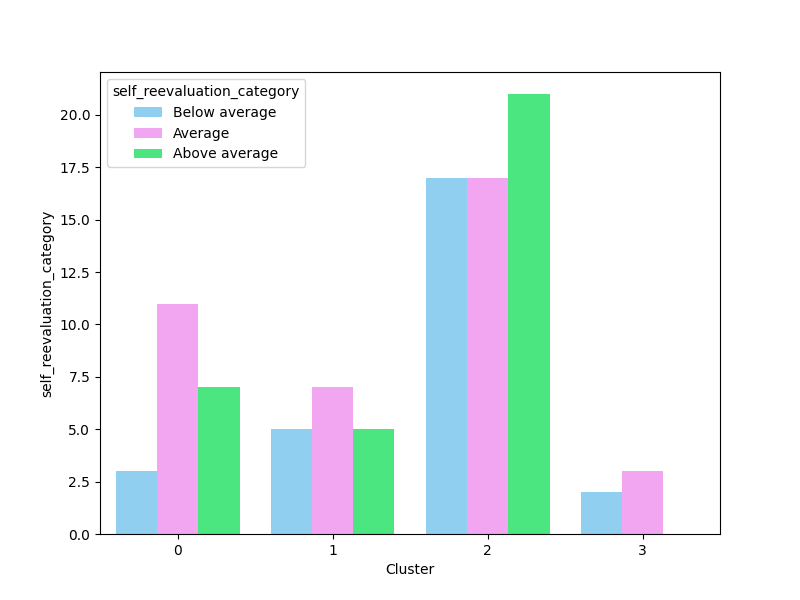 self_reevaluation_category
Below average
Average
Above average
20.0
17.5
15.0
12.5
10.0
7.5
5.0
2.5
0.0
self_reevaluation_category
0 1 2 3
Cluster